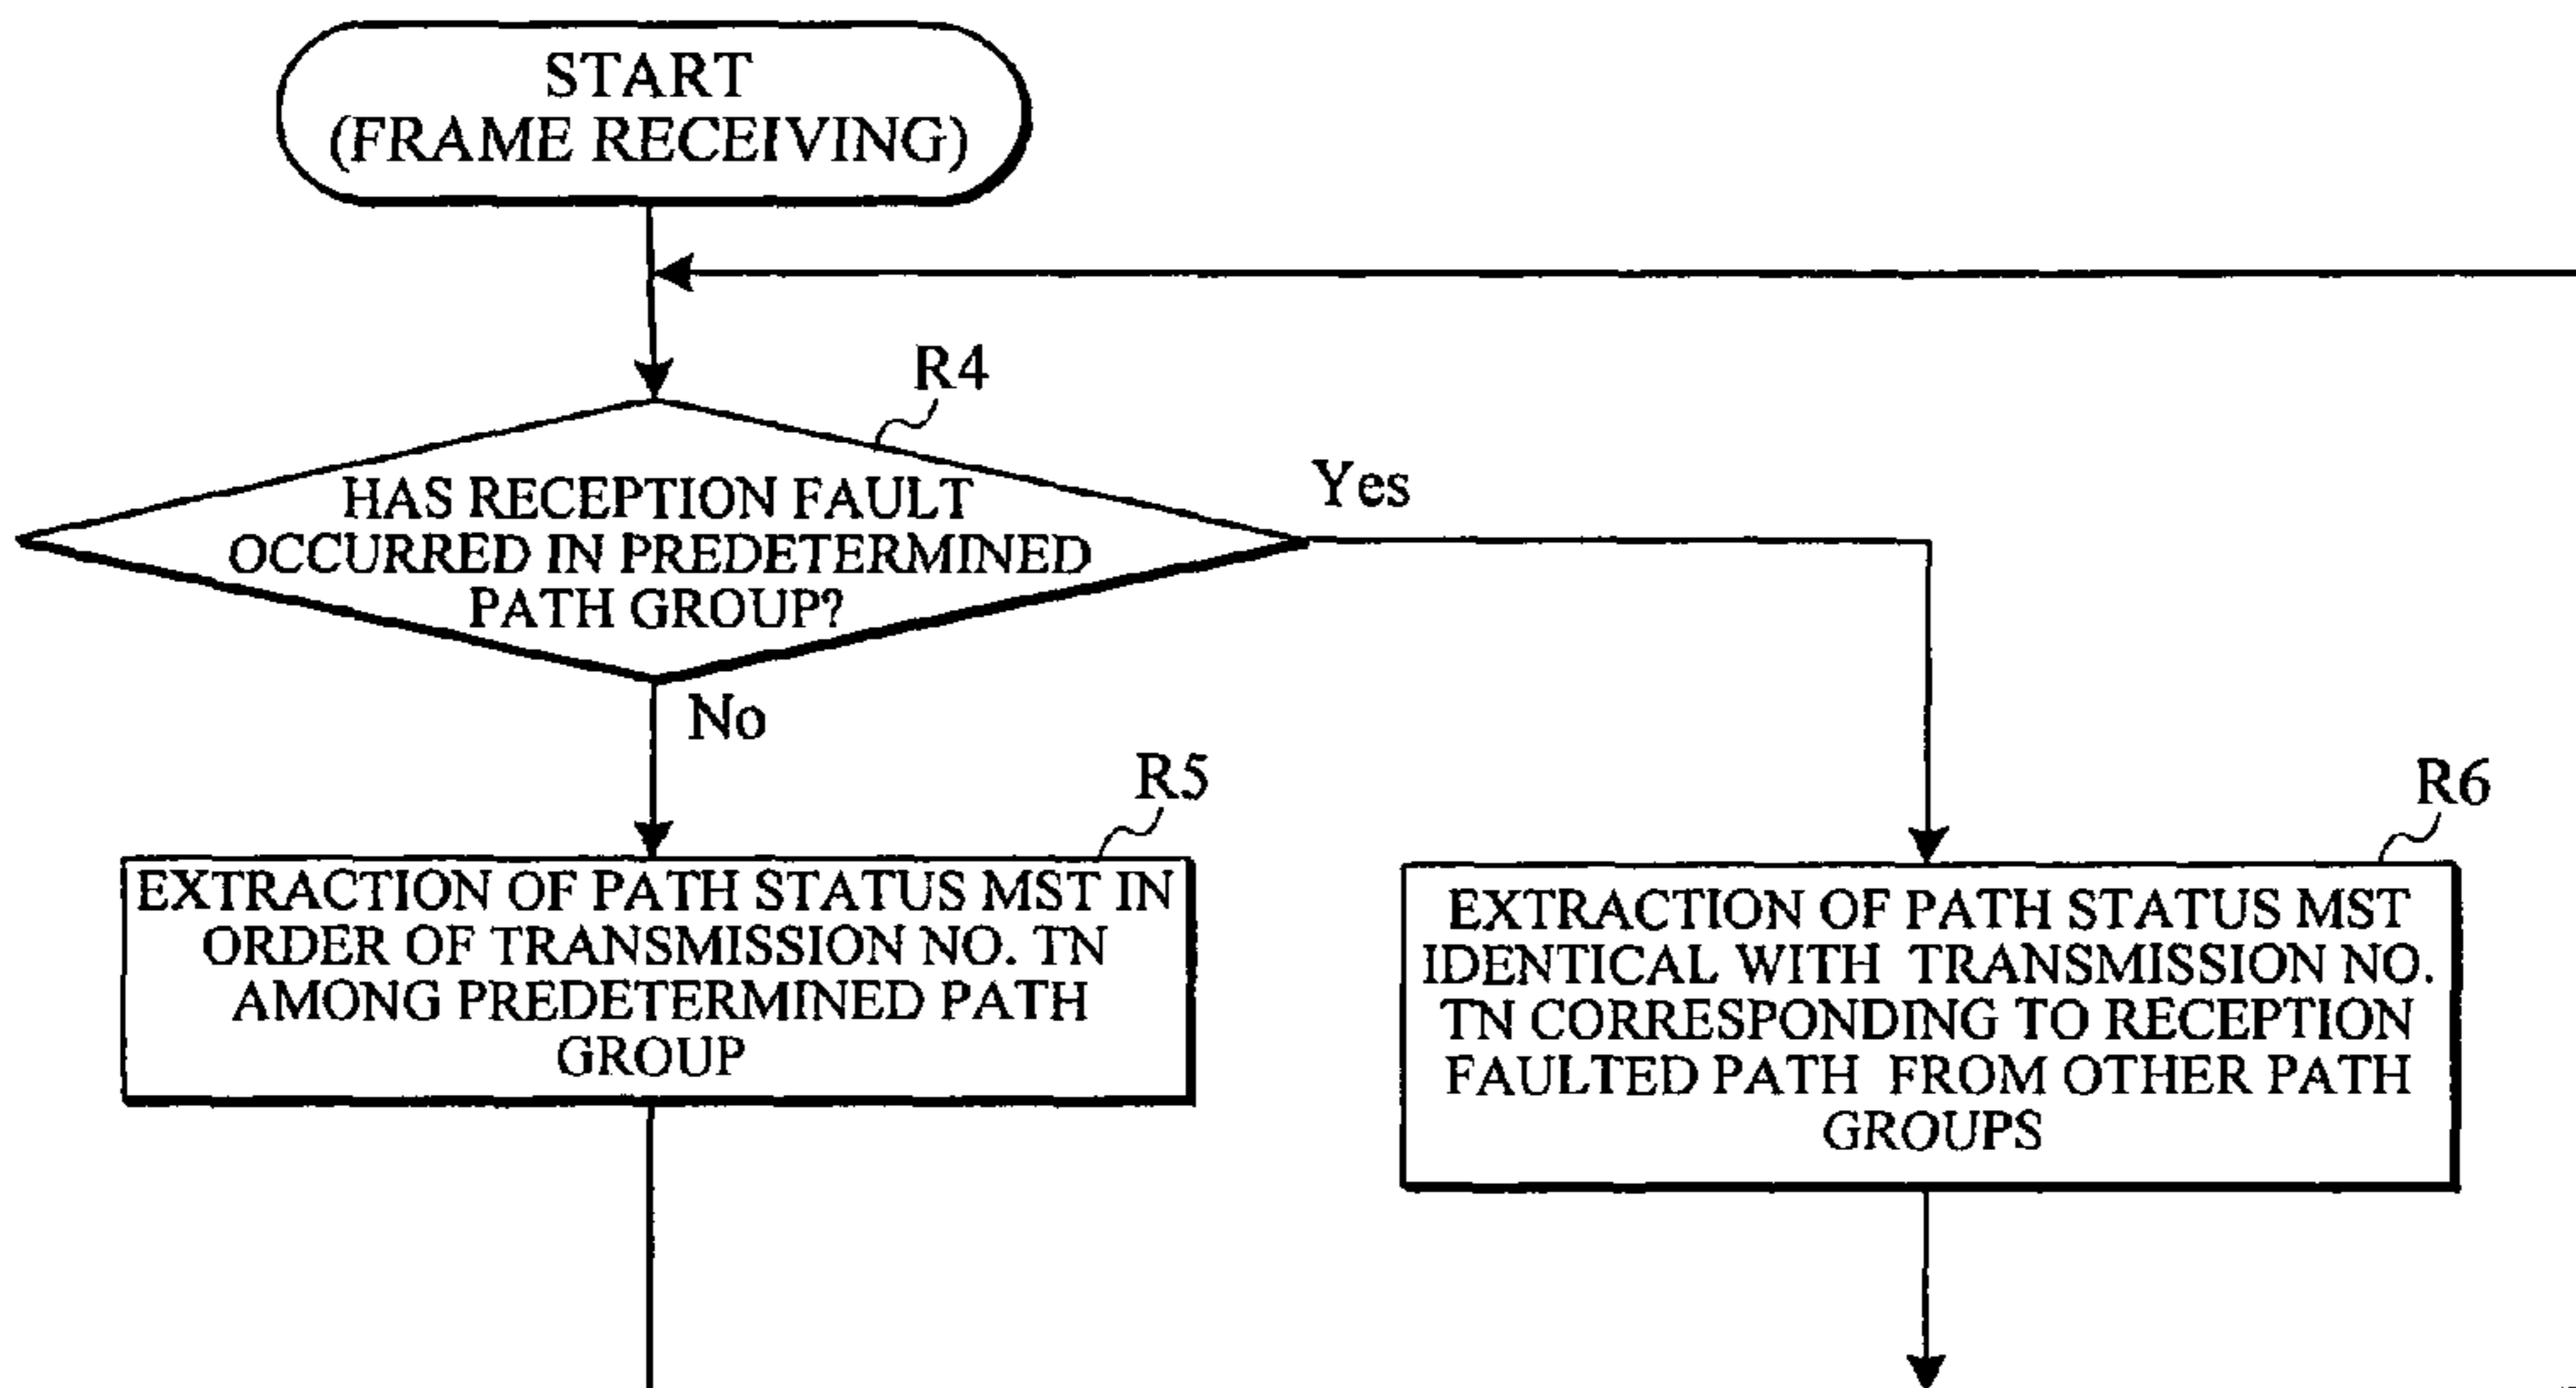 START
(FRAME RECEIVING)
R4
HAS RECEPTION FAULT
OCCURRED IN PREDETERMINED
PATH GROUP?
Yes
No
R5
EXTRACTION OF PATH STATUS MST IN
ORDER OF TRANSMISSION NO. TN
AMONG PREDETERMINED PATH
GROUP
R6
EXTRACTION OF PATH STATUS MST
IDENTICAL WITH TRANSMISSION NO.
TN CORRESPONDING TO RECEPTION
FAULTED PATH FROM OTHER PATH
GROUPS